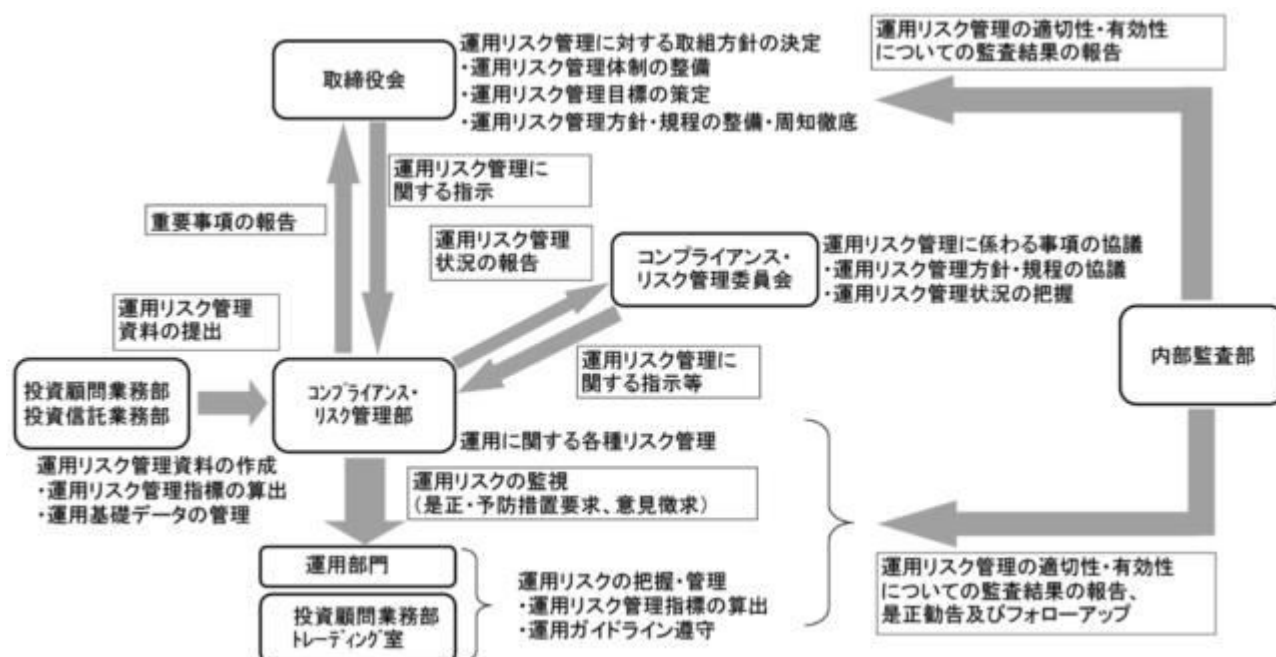 取締役会
運用リスク管理に対する取組方針の決定
・運用リスク管理体制の整備
・運用リスク管理目標の策定
・運用リスク管理方針・規程の整備・周知徹底
運用リスク管理の適切性・有効性
についての監査結果の報告
運用リスク管理に
関する指示
重要事項の報告
運用リスク管理
状況の報告
コンプライアンス・
リスク管理委員会
運用リスク管理に係わる事項の協議
・運用リスク管理方針・規程の協議
・運用リスク管理状況の把握
運用リスク管理
資料の提出
運用リスク管理に
関する指示等
内部監査部
投資顧問業務部
投資信託業務部
コンプライアンス・
リスク管理部
運用に関する各種リスク管理
運用リスク管理資料の作成
・運用リスク管理指標の算出
・運用基礎データの管理
運用リスクの監視
(是正・予防措置要求、意見徴求)
運用部門
投資顧問業務部
トレーディング室
運用リスクの把握・管理
・運用リスク管理指標の算出
・運用ガイドライン遵守
運用リスク管理の適切性・有効性
についての監査結果の報告、
是正勧告及びフォローアップ